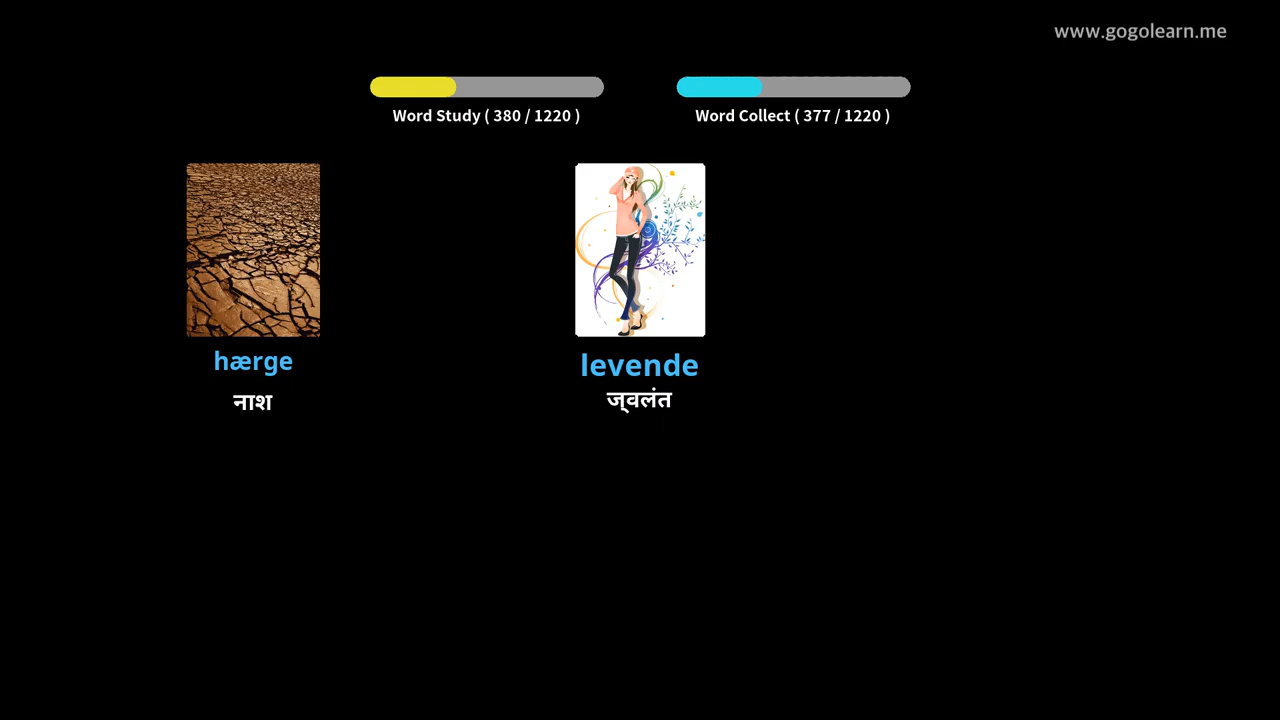 www.gogolearn.me
Word Study ( 380 / 1220 )
Word Collect ( 377 / 1220 )
hærge
नाश
levende
ज्वलंत